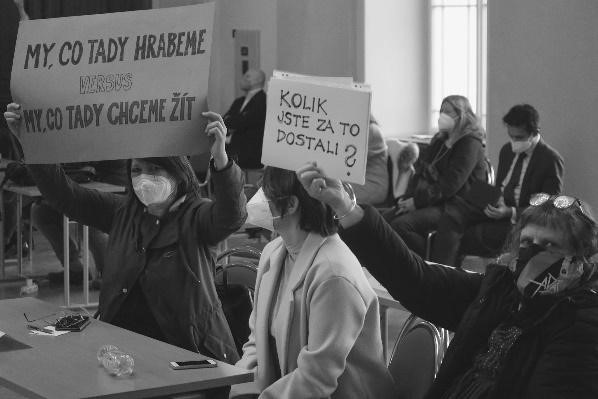 MY, CO TADY HRABEME
VERSUS
MY, CO TADY CHCEME ŽÍT
KOLIK
JSTE ZA TO
DOSTALI?